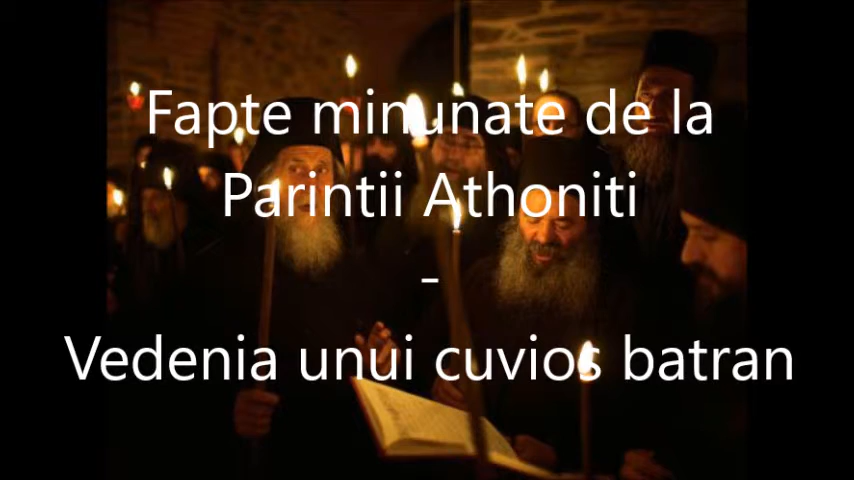 Fapte minunate de la
Parintii Athoniti
-
Vedenia unui cuvios batran